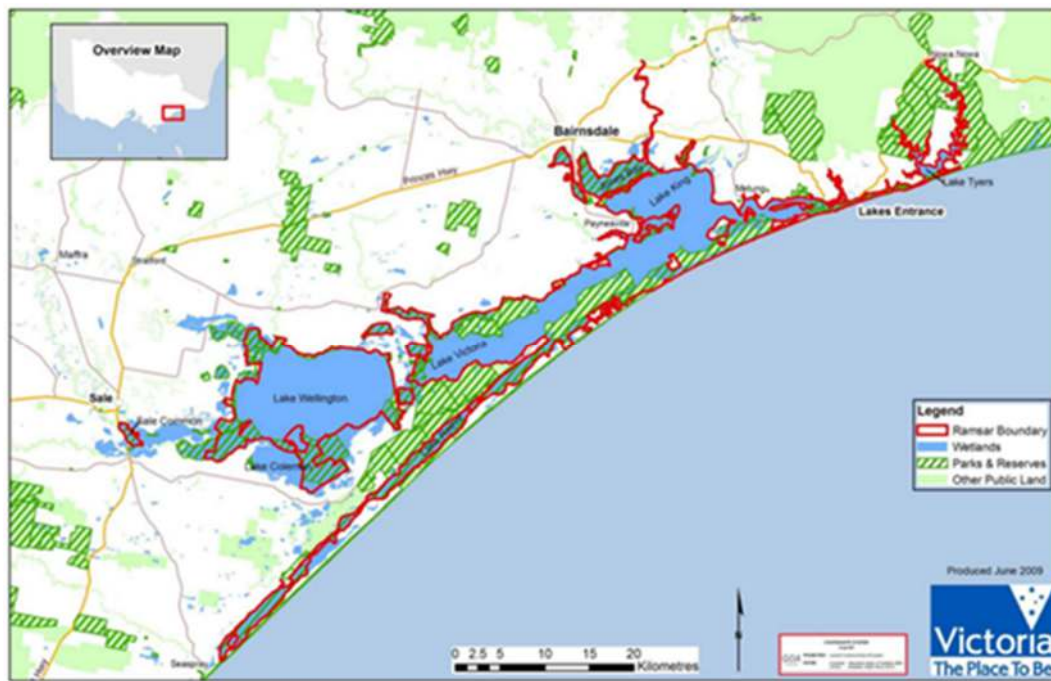 Overview Map
Bruthen
Nowa Nowa
Bairnsdale
Princes Hwy
Lake King
Metung
Lake Tyers
Paynesville
Lakes Entrance
Maffra
Stratford
Lake Victoria
Lake Wellington
Sale
Sale Common
Lake Coleman
Legend
Ramsar Boundary
Wetlands
Parks & Reserves
Other Public Land
Produced June 2009
N
Seaspray
Hwy
0 2.5 5 10 15 20
Kilometres
Victoria
The Place To Be